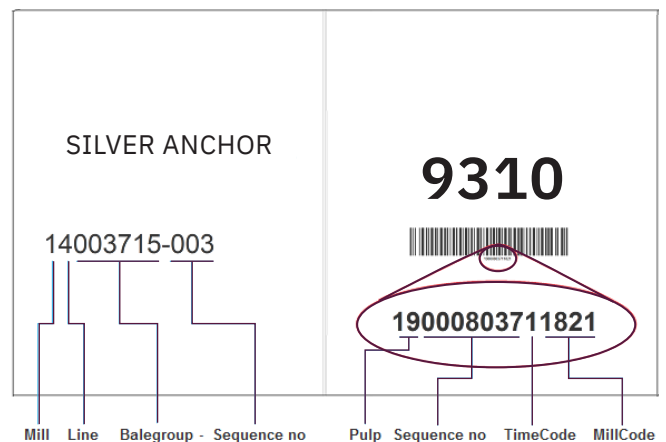 SILVER ANCHOR
14003715-003
9310
19000803711821
Mill Line Balegroup - Sequence no
Pulp Sequence no TimeCode MillCode